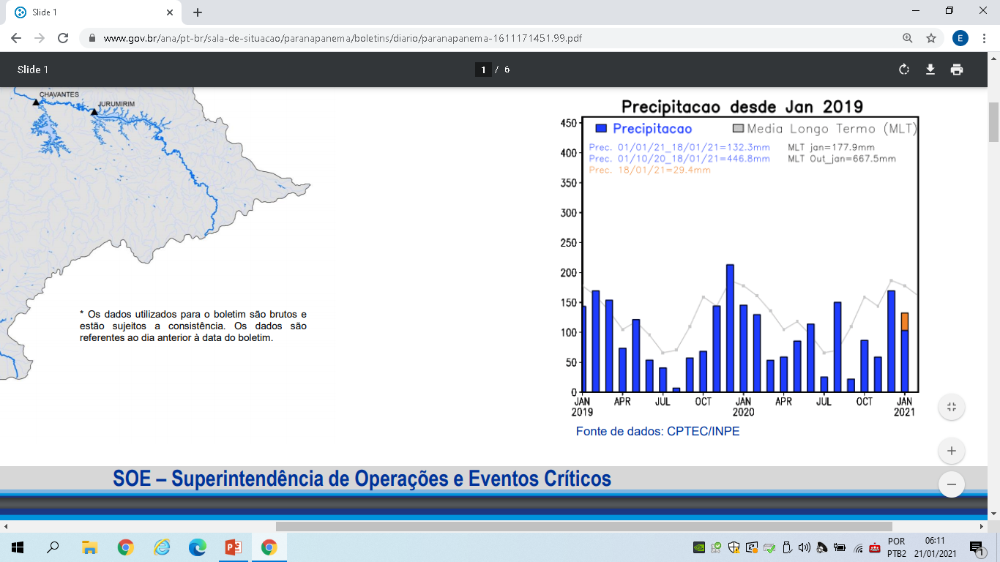 Slide 1
www.gov.br/ana/pt-br/sala-de-situacao/paranapanema/boletins/diario/paranapanema-1611171451.99.pdf
E
Slide 1
1 / 6
CHAVANTES
JURUMIRIM
* Os dados utilizados para o boletim são brutos e
estão sujeitos a consistência. Os dados são
referentes ao dia anterior à data do boletim.
Precipitacao desde Jan 2019
Precipitacao Media Longo Termo (MLT)
Prec. 01/01/21_18/01/21=132.3mm MLT jan=177.9mm
Prec. 01/10/20_18/01/21=446.8mm MLT Out_jan=667.5mm
Prec. 18/01/21=29.4mm
450
400
350
300
250
200
150
100
50
0
JAN APR JUL OCT JAN APR JUL OCT JAN
2019 2020 2021
Fonte de dados: CPTEC/INPE
SOE – Superintendência de Operações e Eventos Críticos
POR 06:11
PTB2 21/01/2021
1